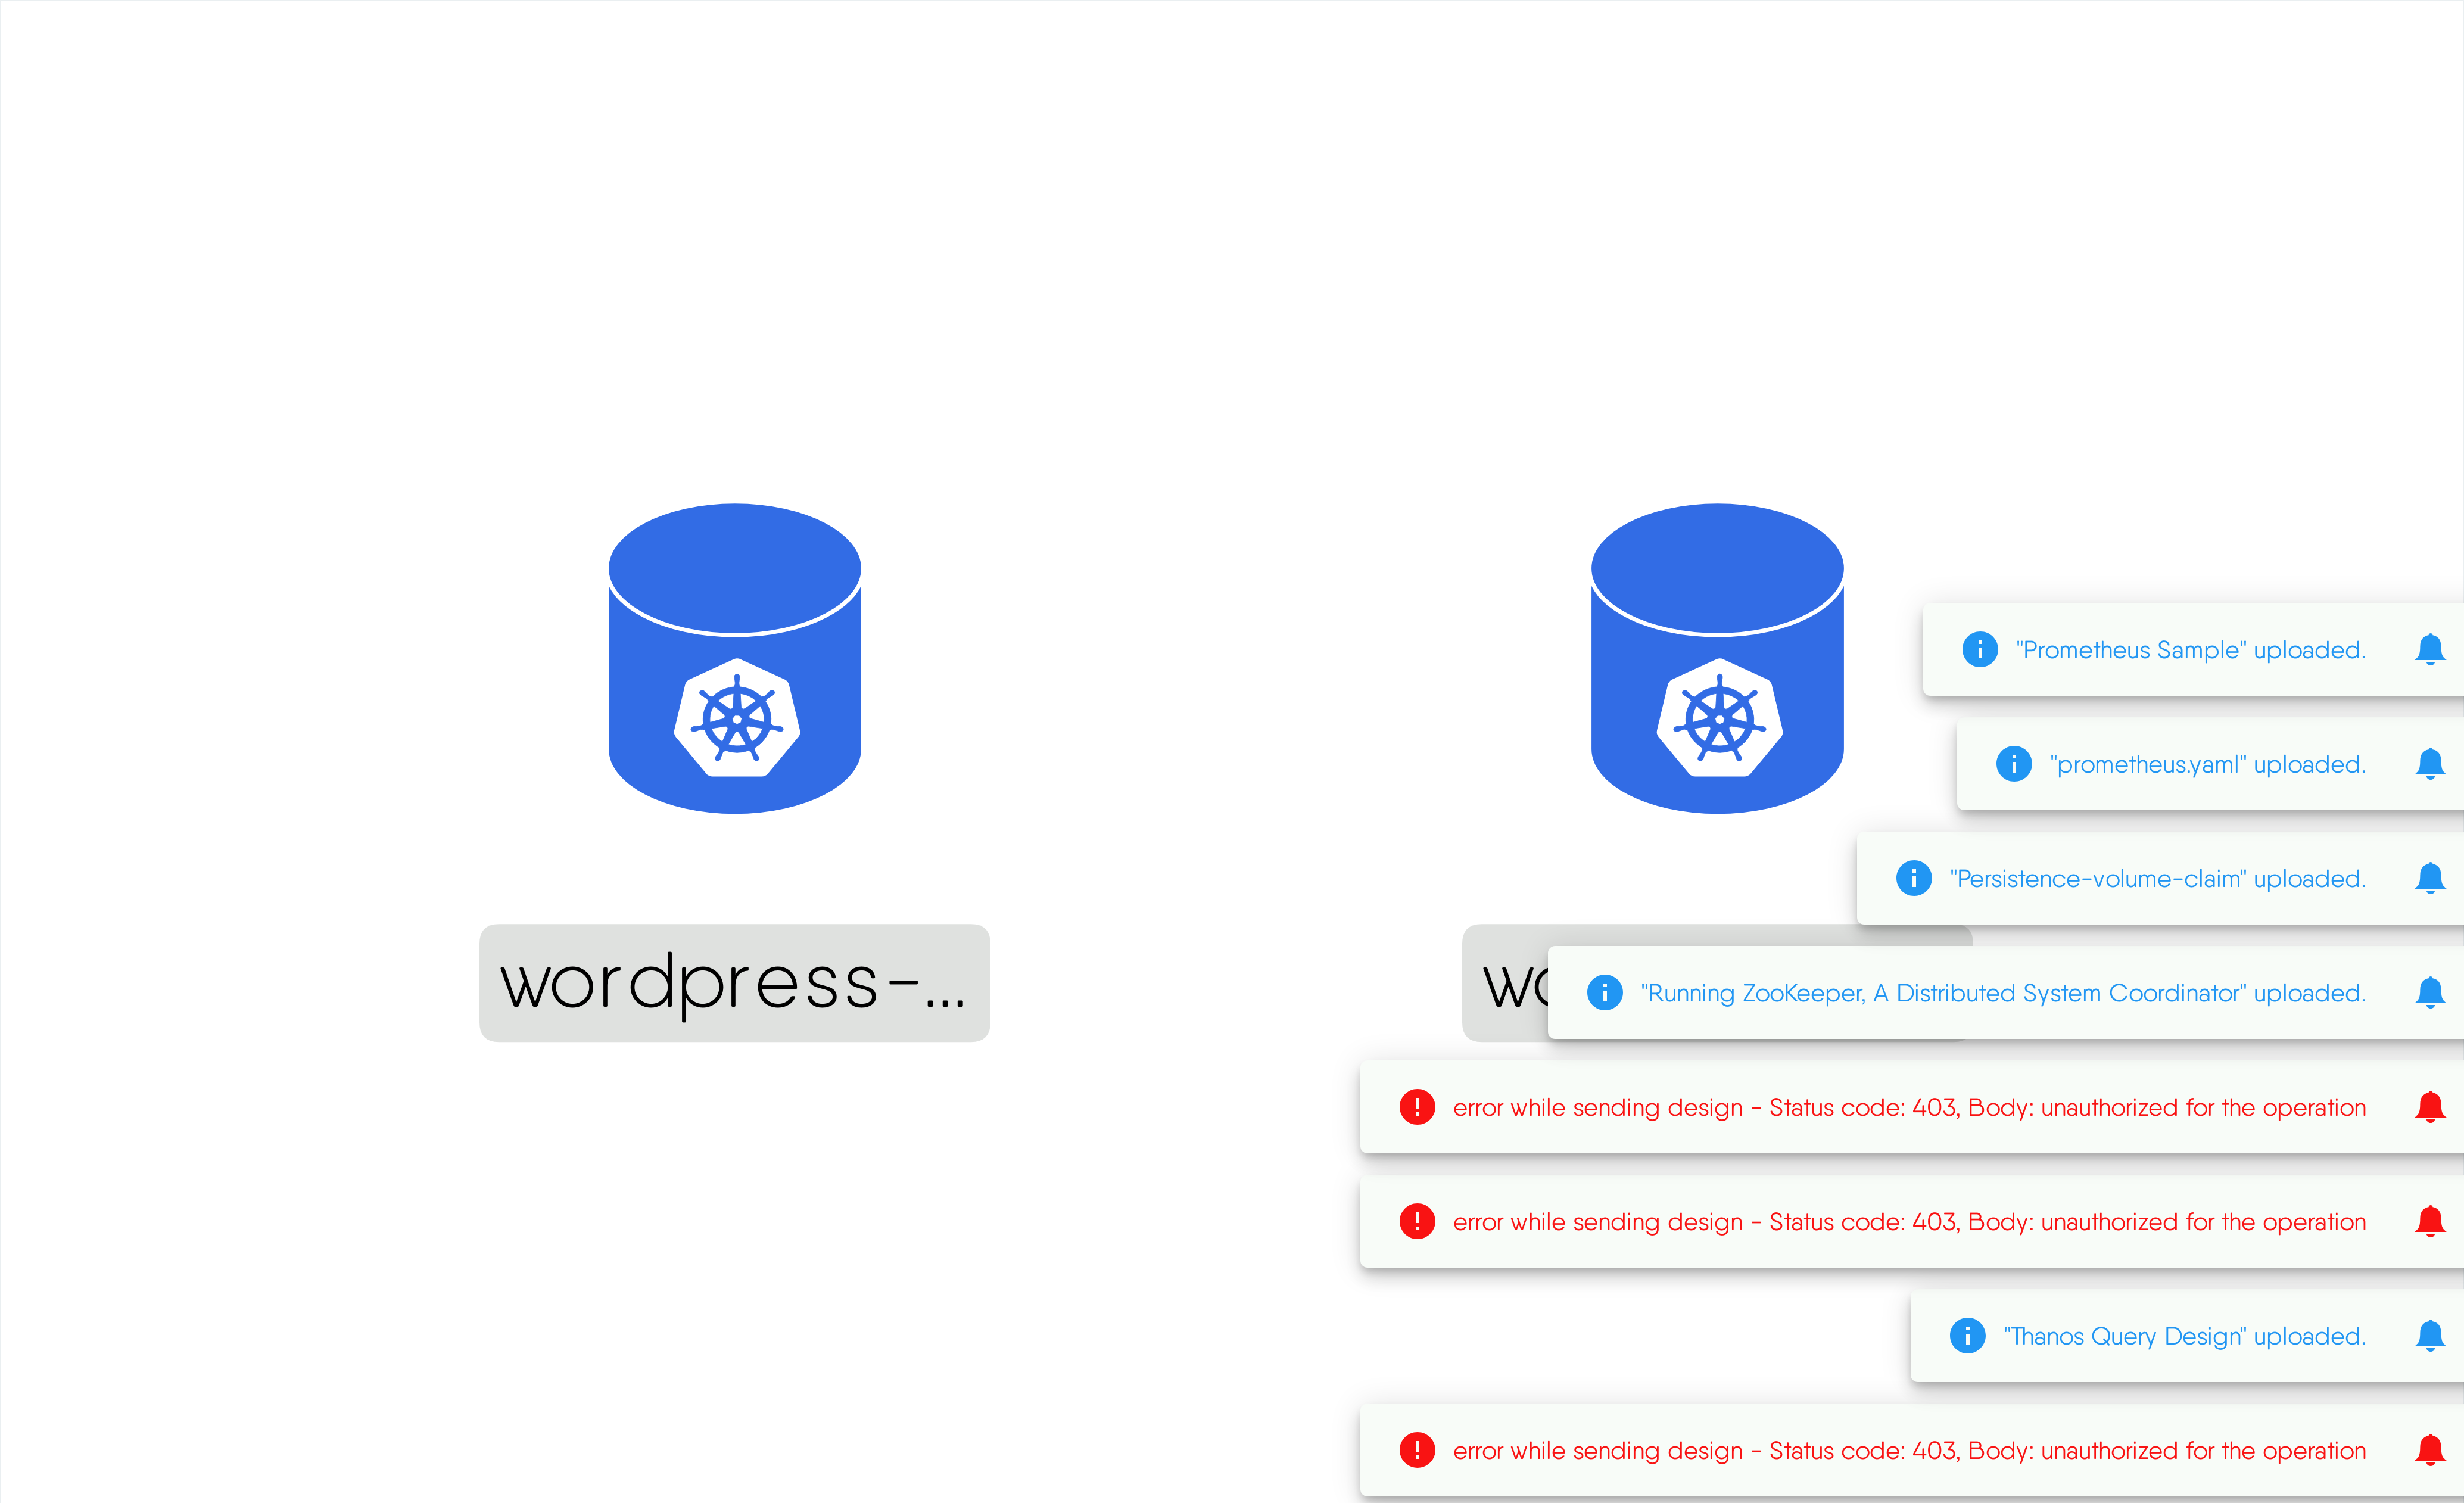 "Prometheus Sample" uploaded.
"prometheus.yaml" uploaded.
"Persistence-volume-claim" uploaded.
wordpress-...
"Running ZooKeeper, A Distributed System Coordinator" uploaded.
error while sending design - Status code: 403, Body: unauthorized for the operation
error while sending design - Status code: 403, Body: unauthorized for the operation
"Thanos Query Design" uploaded.
error while sending design - Status code: 403, Body: unauthorized for the operation